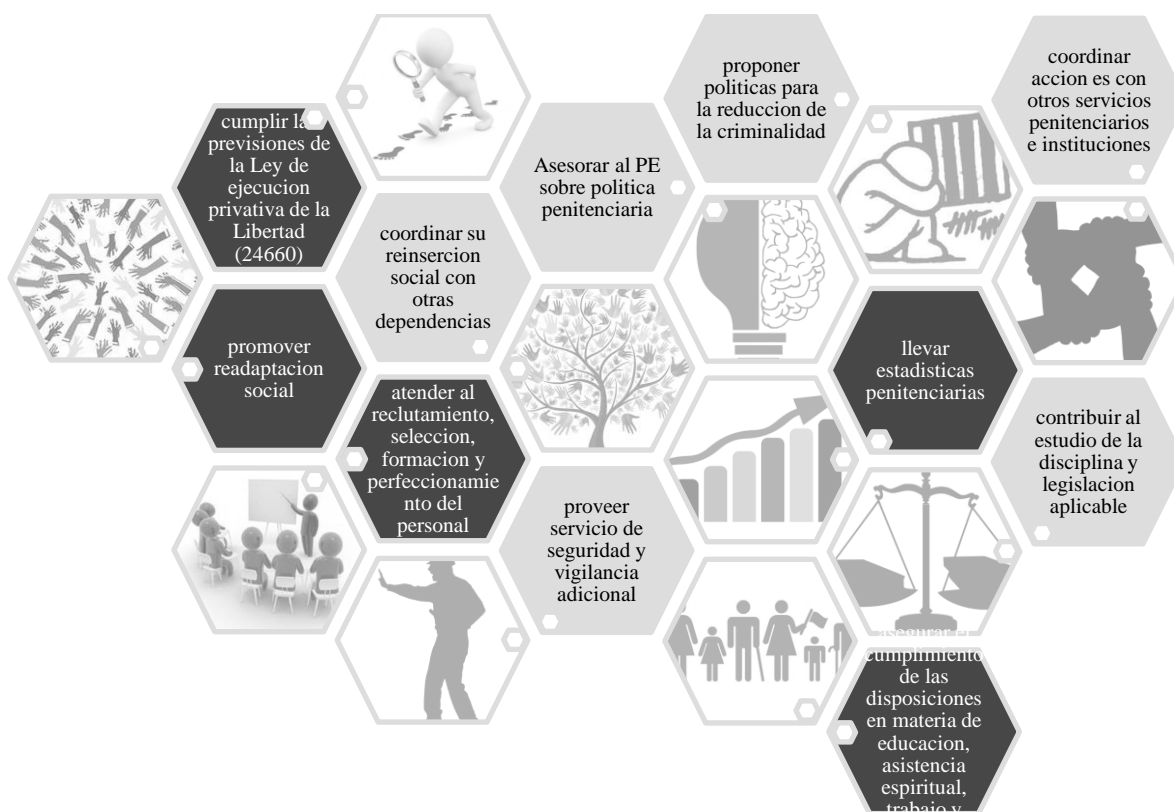 cumplir las
previsiones de
la Ley de
ejecucion
privativa de la
Libertad
(24660)
promover
readaptacion
social
coordinar su
reinsercion
social con
otras
dependencias
atender al
reclutamiento,
seleccion,
formacion y
perfeccionamie
nto del
personal
Asesorar al PE
sobre politica
penitenciaria
proveer
servicio de
seguridad y
vigilancia
adicional
proponer
politicas para
la reduccion de
la criminalidad
llevar
estadisticas
penitenciarias
asegurar el
cumplimiento
de las
disposiciones
en materia de
educacion,
asistencia
espiritual,
trabajo y
coordinar
accion es con
otros servicios
penitenciarios
e instituciones
contribuir al
estudio de la
disciplina y
legislacion
aplicable